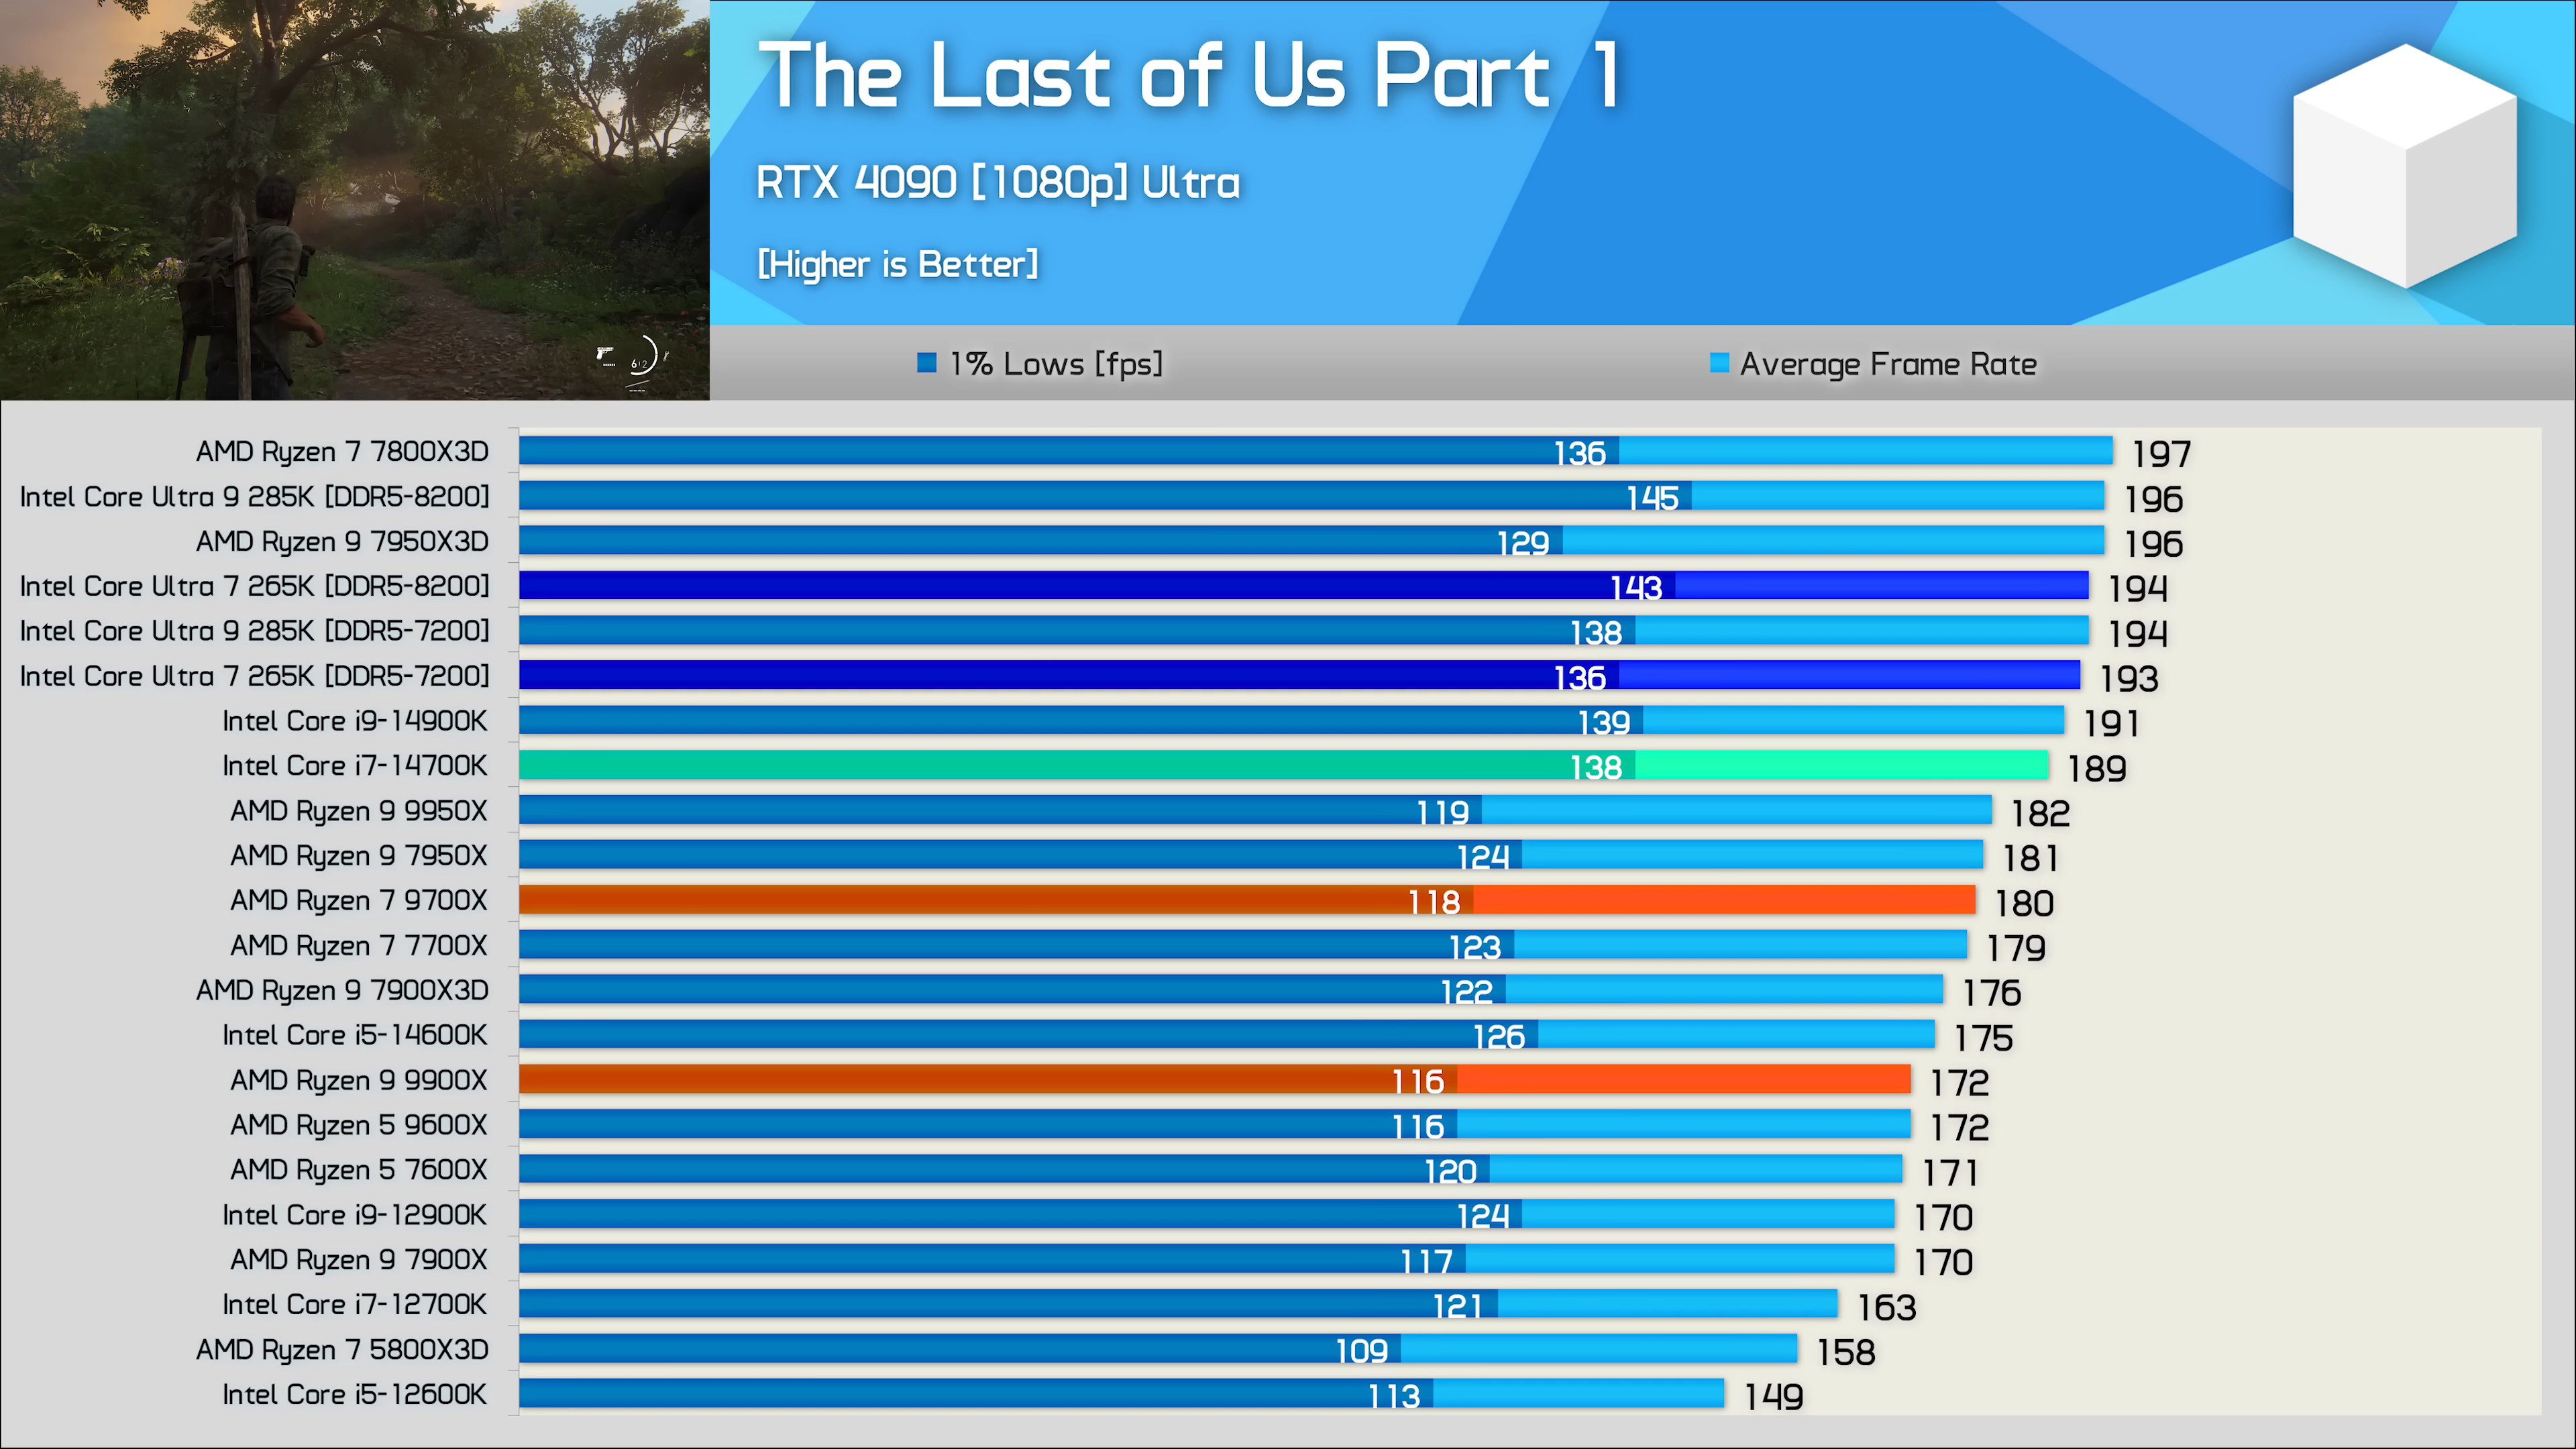 The Last of Us Part 1
RTX 4090 [1080p] Ultra
[Higher is Better]
1% Lows [fps] Average Frame Rate
AMD Ryzen 7 7800X3D 136 197
Intel Core Ultra 9 285K [DDR5-8200] 145 196
AMD Ryzen 9 7950X3D 129 196
Intel Core Ultra 7 265K [DDR5-8200] 143 194
Intel Core Ultra 9 285K [DDR5-7200] 138 194
Intel Core Ultra 7 265K [DDR5-7200] 136 193
Intel Core i9-14900K 139 191
Intel Core i7-14700K 138 189
AMD Ryzen 9 9950X 119 182
AMD Ryzen 9 7950X 124 181
AMD Ryzen 7 9700X 118 180
AMD Ryzen 7 7700X 123 179
AMD Ryzen 9 7900X3D 122 176
Intel Core i5-14600K 126 175
AMD Ryzen 9 9900X 116 172
AMD Ryzen 5 9600X 116 172
AMD Ryzen 5 7600X 120 171
Intel Core i9-12900K 124 170
AMD Ryzen 9 7900X 117 170
Intel Core i7-12700K 121 163
AMD Ryzen 7 5800X3D 109 158
Intel Core i5-12600K 113 149